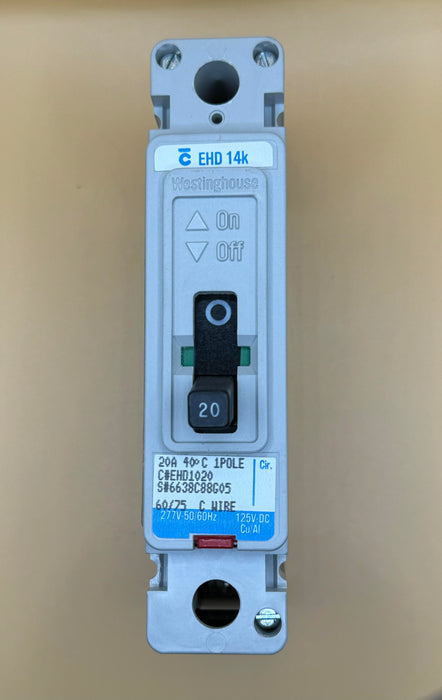 EHD 14k
Westinghouse
△ On
▽ Off
O
20
20A 40°C 1POLE Cir.
C#EHD1020
S#6638C88G05
60/75 C WIRE
277V-50/60Hz 125V-DC
Cu/Al